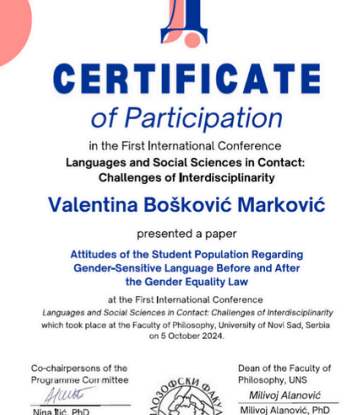 CERTIFICATE
of Participation
in the First International Conference
Languages and Social Sciences in Contact:
Challenges of Interdisciplinarity
Valentina Bošković Marković
presented a paper
Attitudes of the Student Population Regarding
Gender-Sensitive Language Before and After
the Gender Equality Law
at the First International Conference
Languages and Social Sciences in Contact: Challenges of Interdisciplinarity
which took place at the Faculty of Philosophy, University of Novi Sad, Serbia
on 5 October 2024.
Co-chairpersons of the
Programme Committee
Nina Ilić, PhD
Dean of the Faculty of
Philosophy, UNS
Milivoj Alanović
Milivoj Alanović, PhD